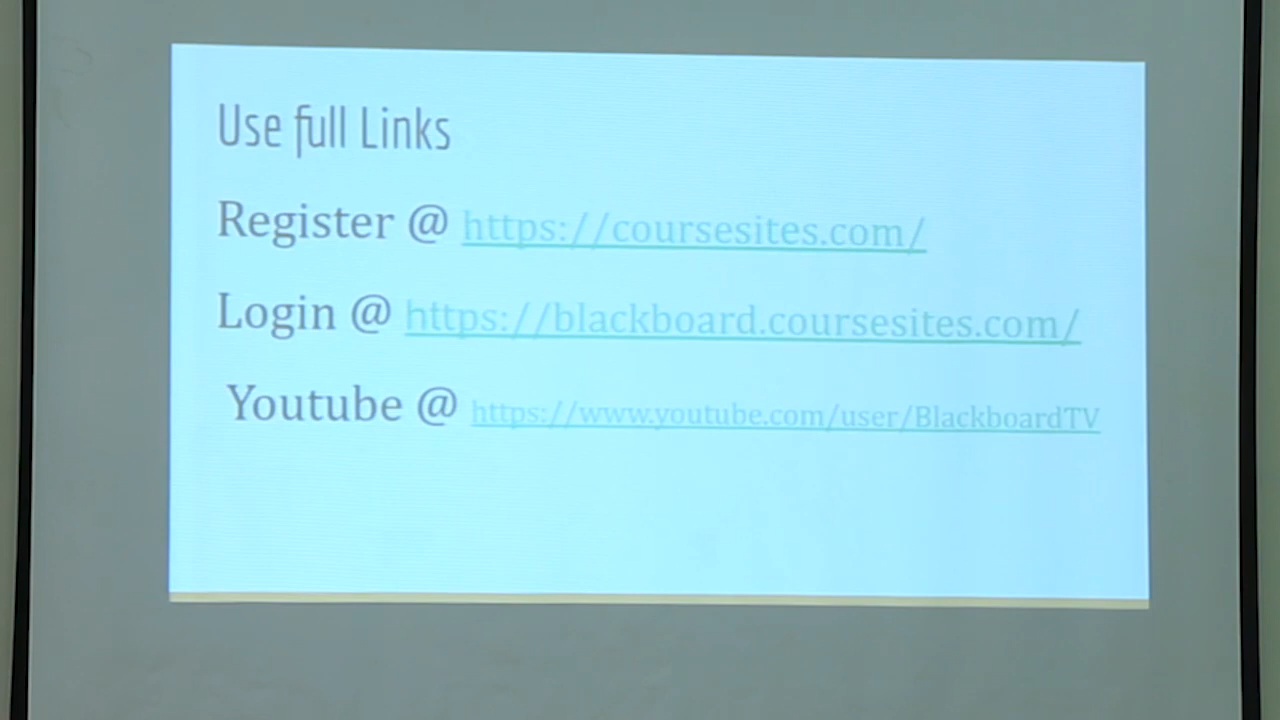 Use full Links
Register @ https://coursesites.com/
Login @ https://blackboard.coursesites.com/
Youtube @ https://www.youtube.com/user/BlackboardTV